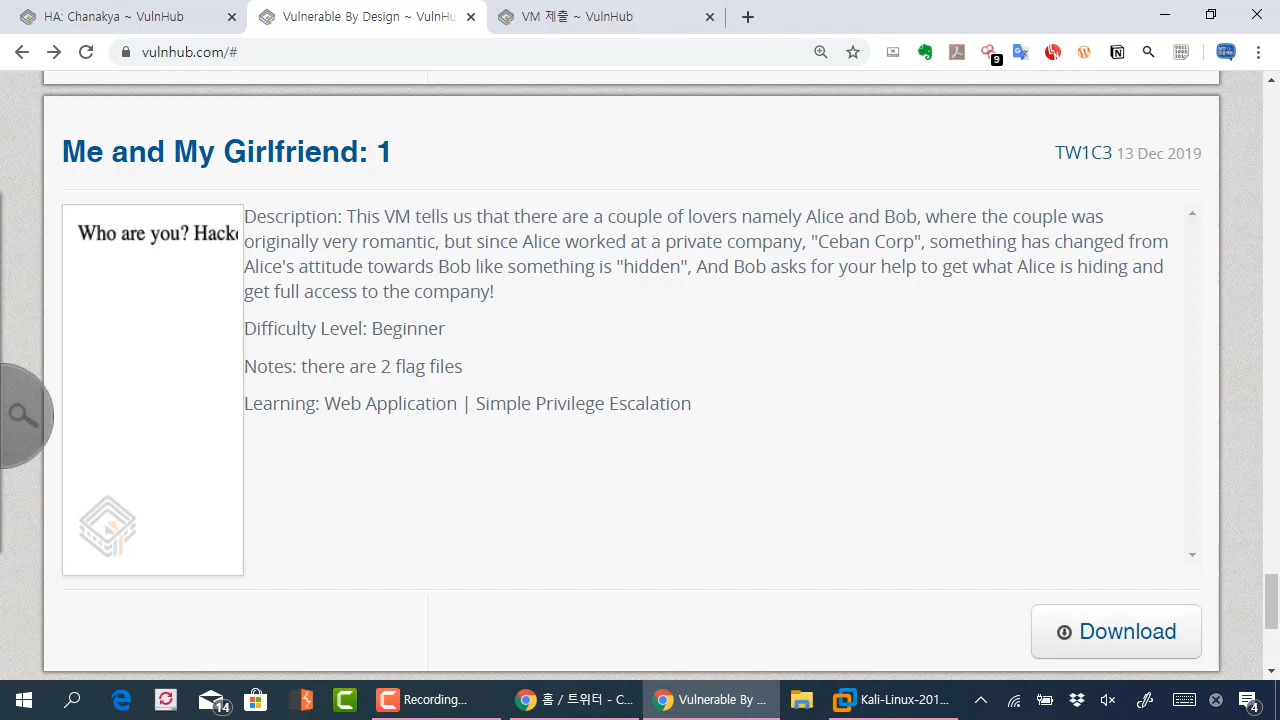 HA: Chanakya ~ VulnHub
Vulnerable By Design ~ VulnHu
VM 제출 ~ VulnHub
vulnhub.com/#
9
Me and My Girlfriend: 1
TW1C3 13 Dec 2019
Who are you? Hack
Description: This VM tells us that there are a couple of lovers namely Alice and Bob, where the couple was
originally very romantic, but since Alice worked at a private company, "Ceban Corp", something has changed from
Alice's attitude towards Bob like something is "hidden", And Bob asks for your help to get what Alice is hiding and
get full access to the company!
Difficulty Level: Beginner
Notes: there are 2 flag files
Learning: Web Application | Simple Privilege Escalation
Download
14
Recording...
홈 / 트위터 - C...
Vulnerable By ...
Kali-Linux-201...
4